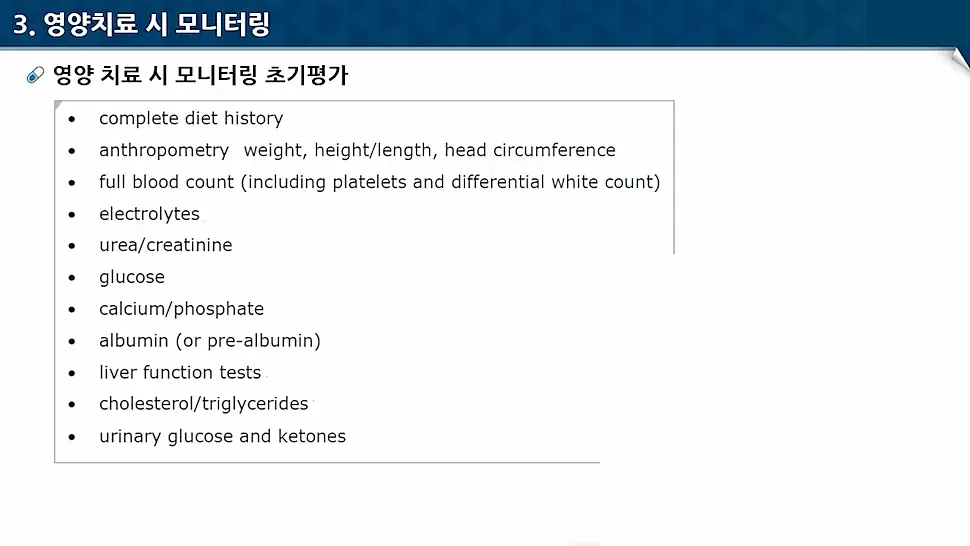 3. 영양치료 시 모니터링
영양 치료 시 모니터링 초기평가
• complete diet history
• anthropometry weight, height/length, head circumference
• full blood count (including platelets and differential white count)
• electrolytes
• urea/creatinine
• glucose
• calcium/phosphate
• albumin (or pre-albumin)
• liver function tests
• cholesterol/triglycerides
• urinary glucose and ketones